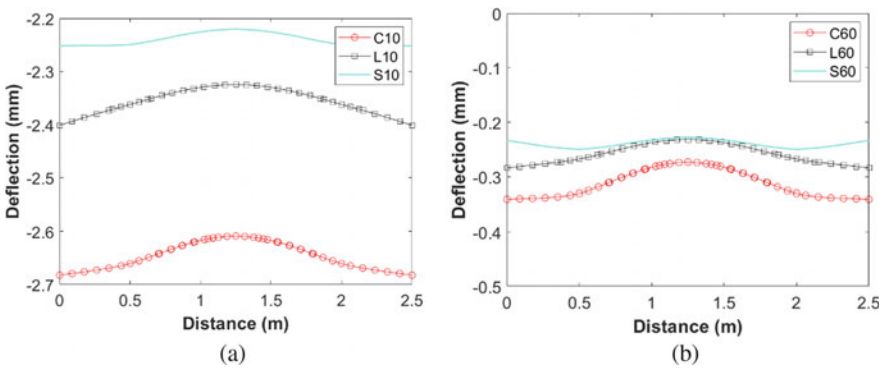 -2.2
-2.3
-2.4
-2.5
-2.6
-2.7
Deflection (mm)
C10
L10
S10
0 0.5 1 1.5 2 2.5
Distance (m)
(a)
0
-0.1
-0.2
-0.3
-0.4
-0.5
Deflection (mm)
C60
L60
S60
0 0.5 1 1.5 2 2.5
Distance (m)
(b)